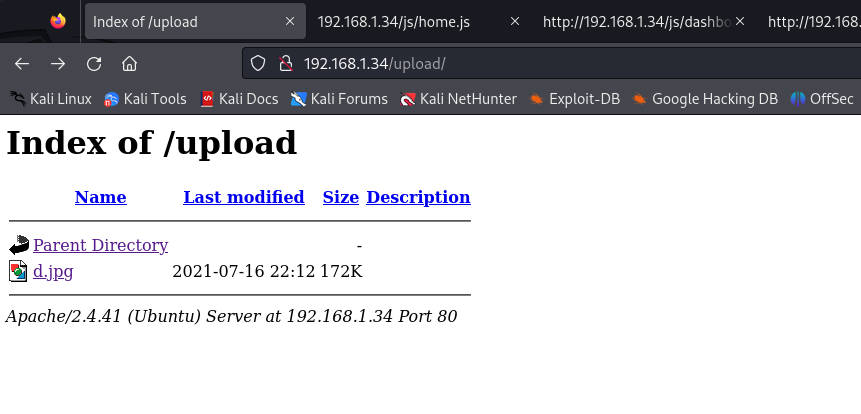 Index of /upload
192.168.1.34/js/home.js
http://192.168.1.34/js/dashbo
http://192.168.
192.168.1.34/upload/
Kali Linux Kali Tools Kali Docs Kali Forums Kali NetHunter Exploit-DB Google Hacking DB OffSec
Index of /upload
Name Last modified Size Description
Parent Directory -
d.jpg 2021-07-16 22:12 172K
Apache/2.4.41 (Ubuntu) Server at 192.168.1.34 Port 80